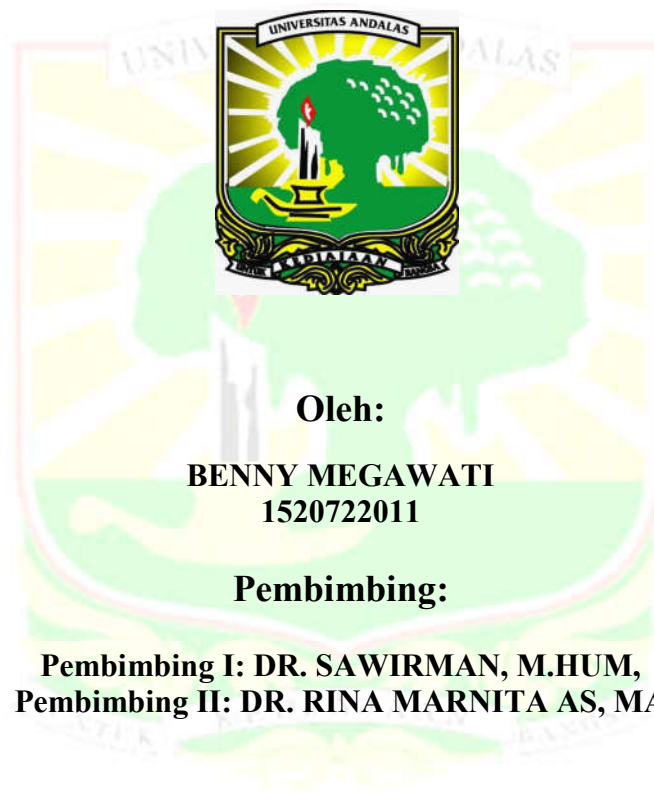 UNIVERSITAS ANDALAS
UNTUK KEDJAJAAN BANGSA
Oleh:
BENNY MEGAWATI
1520722011
Pembimbing:
Pembimbing I: DR. SAWIRMAN, M.HUM,
Pembimbing II: DR. RINA MARNITA AS, MA